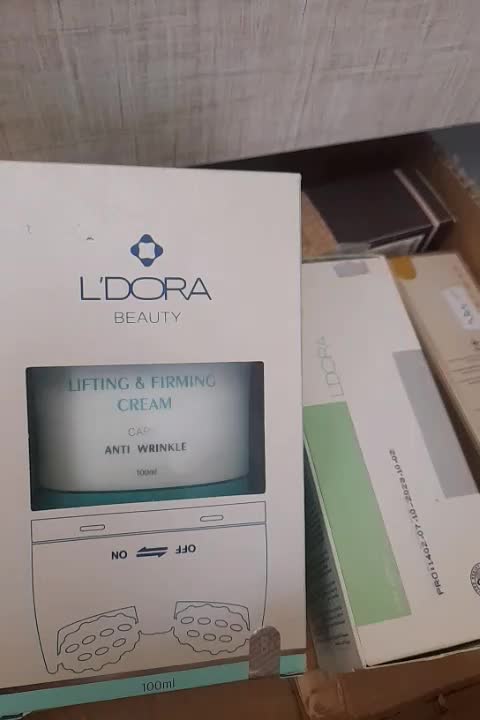 L'DORA
BEAUTY
LIFTING & FIRMING
CREAM
ANTI WRINKLE
100ml
OFF
ON
100ml
L'DORA